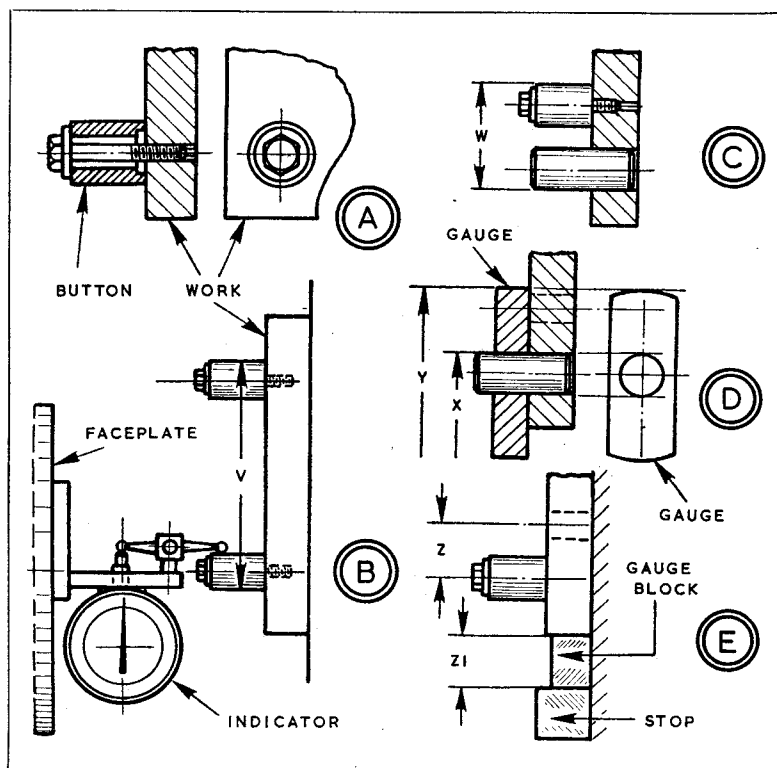 A
BUTTON
WORK
W
C
GAUGE
Y
X
D
GAUGE
FACEPLATE
V
B
INDICATOR
Z
Z1
GAUGE
BLOCK
E
STOP